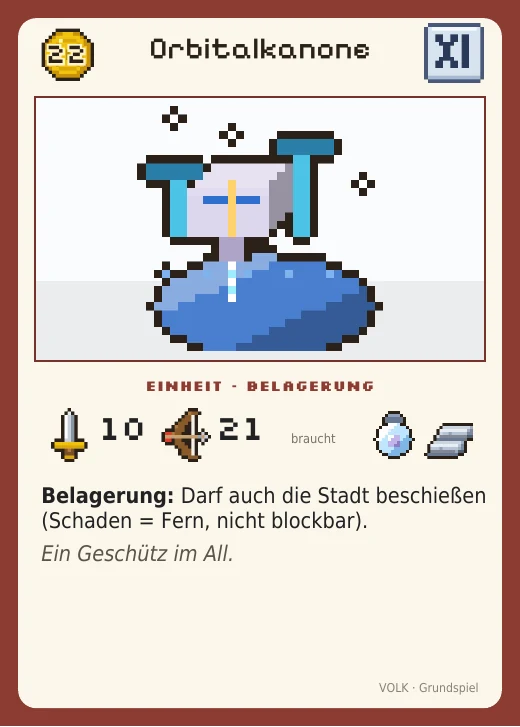 22
Orbitalkanone
XI
EINHEIT - BELAGERUNG
10 21 braucht
Belagerung: Darf auch die Stadt beschießen
(Schaden = Fern, nicht blockbar).
Ein Geschütz im All.
VOLK · Grundspiel